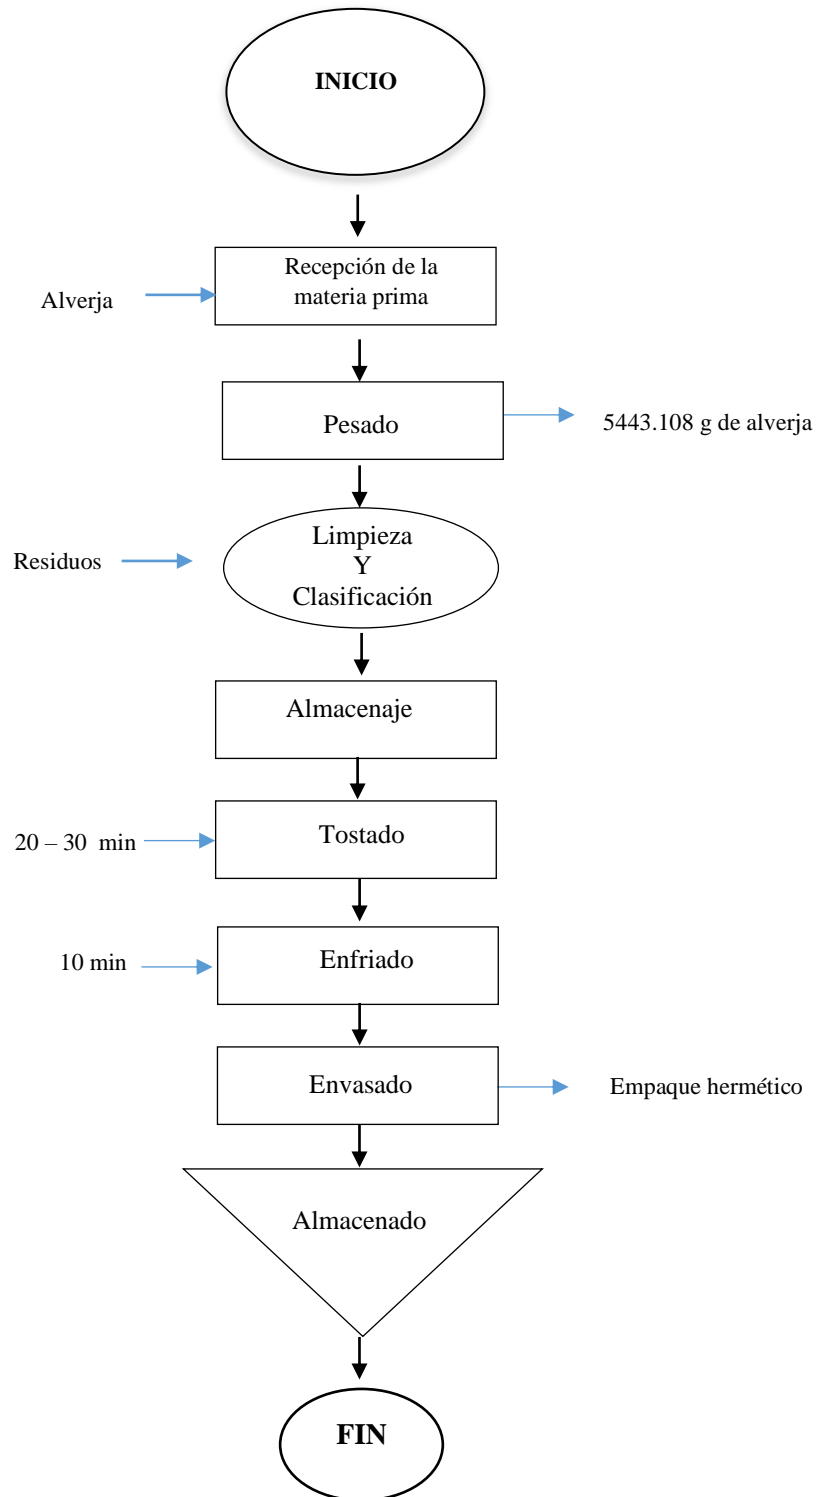 INICIO
Recepción de la
materia prima
Alverja
Pesado
5443.108 g de alverja
Limpieza
Y
Clasificación
Residuos
Almacenaje
Tostado
20 – 30 min
Enfriado
10 min
Envasado
Empaque hermético
Almacenado
FIN